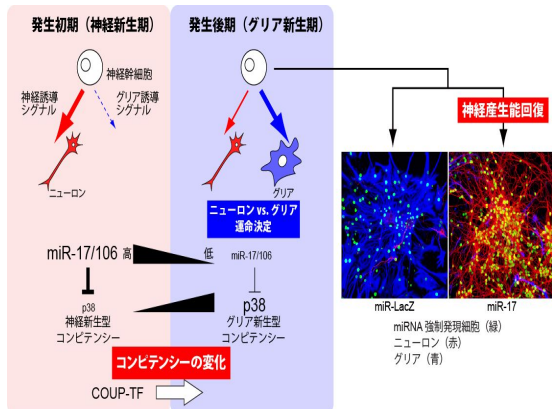 発生初期（神経新生期）
発生後期（グリア新生期）
神経幹細胞
神経誘導
シグナル
グリア誘導
シグナル
ニューロン
グリア
ニューロン vs. グリア
運命決定
miR-17/106 高
低 miR-17/106
p38
神経新生型
コンピテンシー
p38
グリア新生型
コンピテンシー
コンピテンシーの変化
COUP-TF
神経産生能回復
miR-LacZ
miR-17
miRNA 強制発現細胞（緑）
ニューロン（赤）
グリア（青）